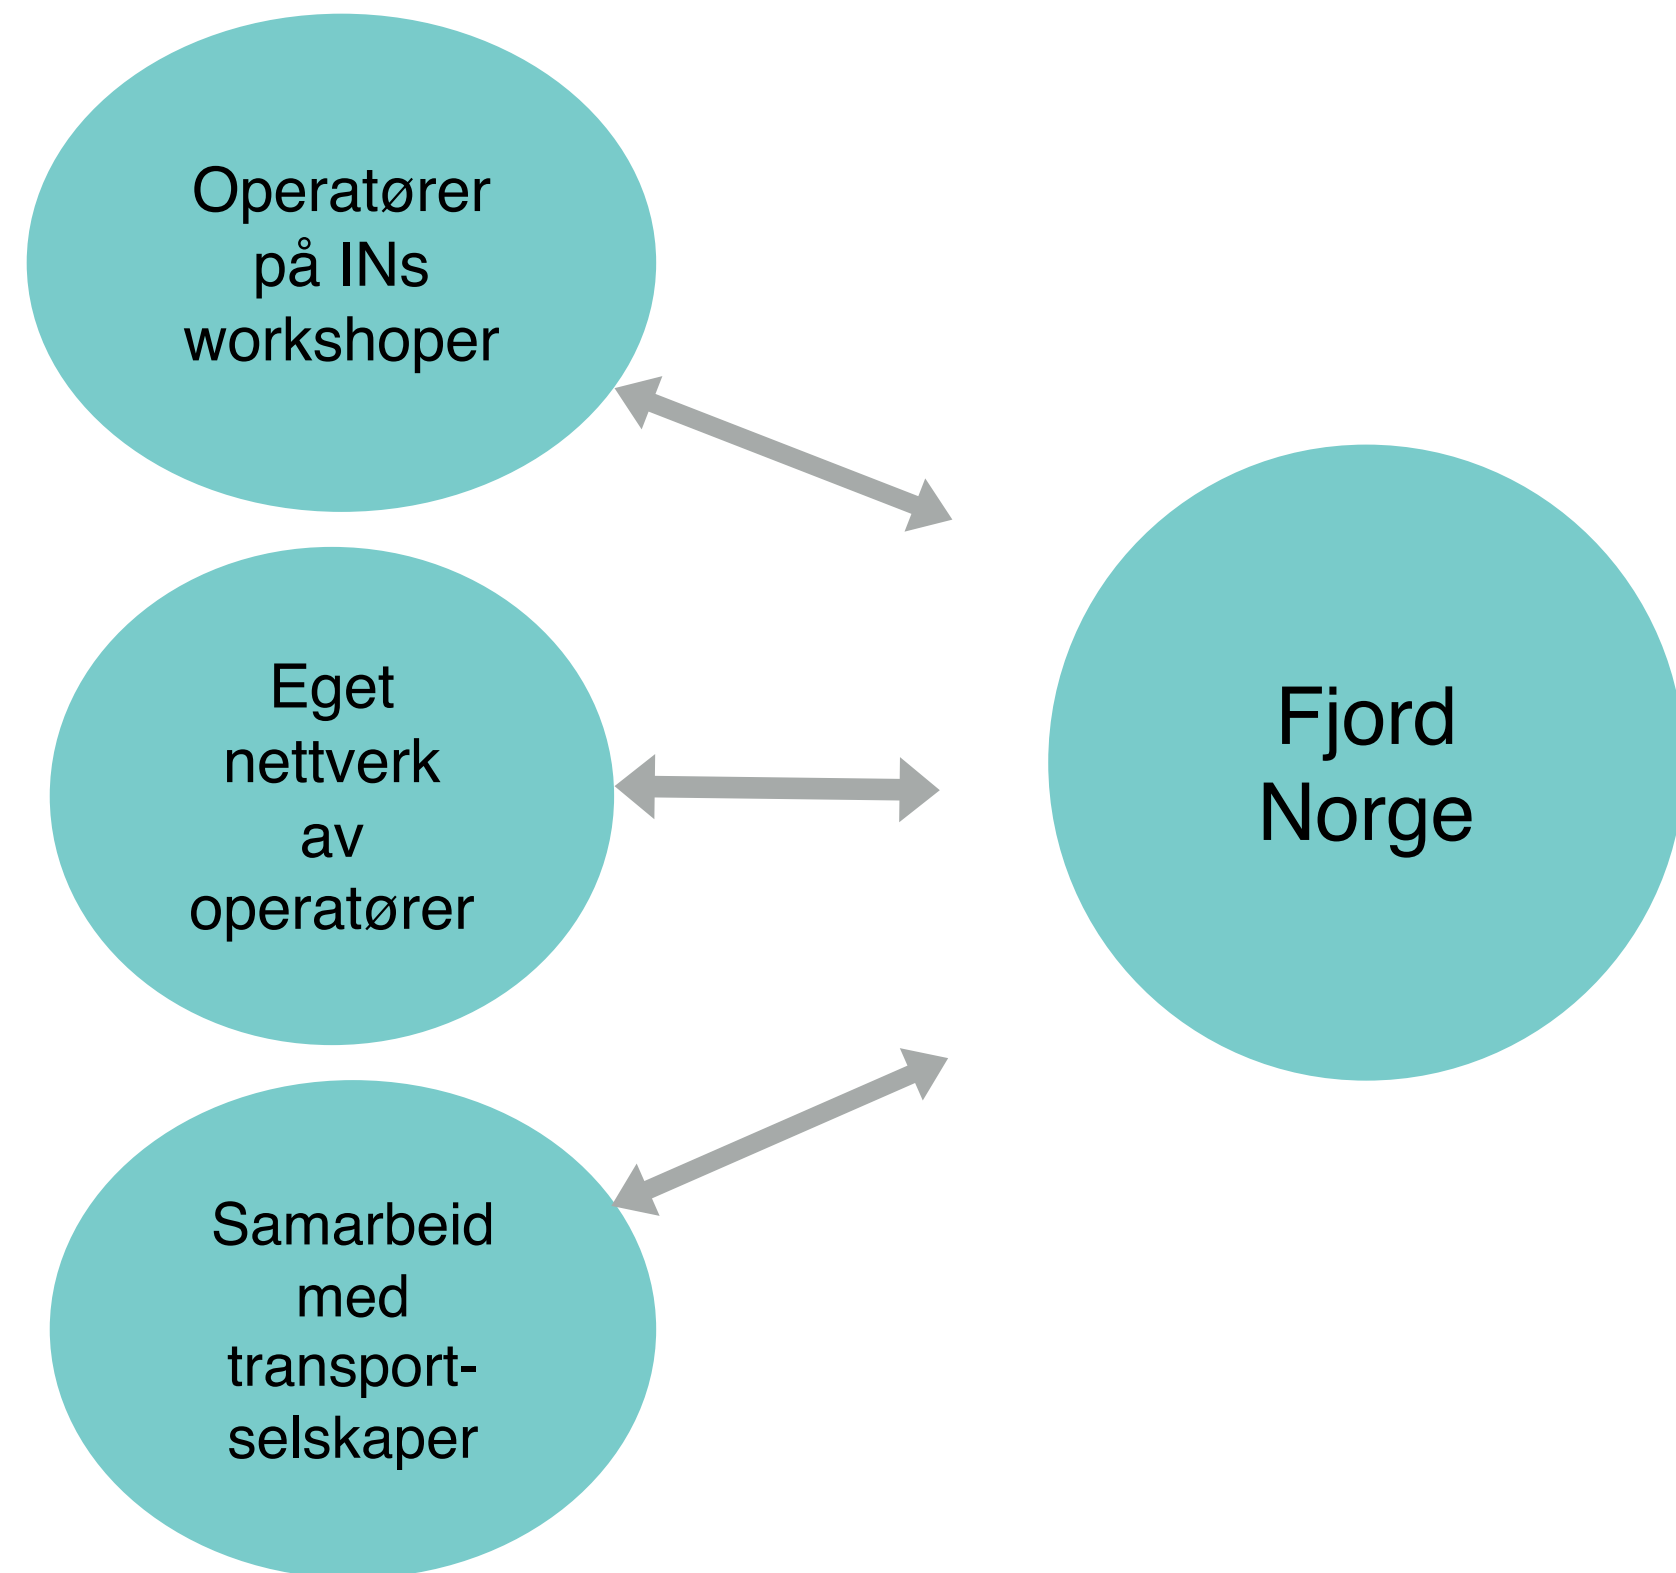 Operatører
på INs
workshoper
Eget
nettverk
av
operatører
Samarbeid
med
transport-
selskaper
Fjord
Norge